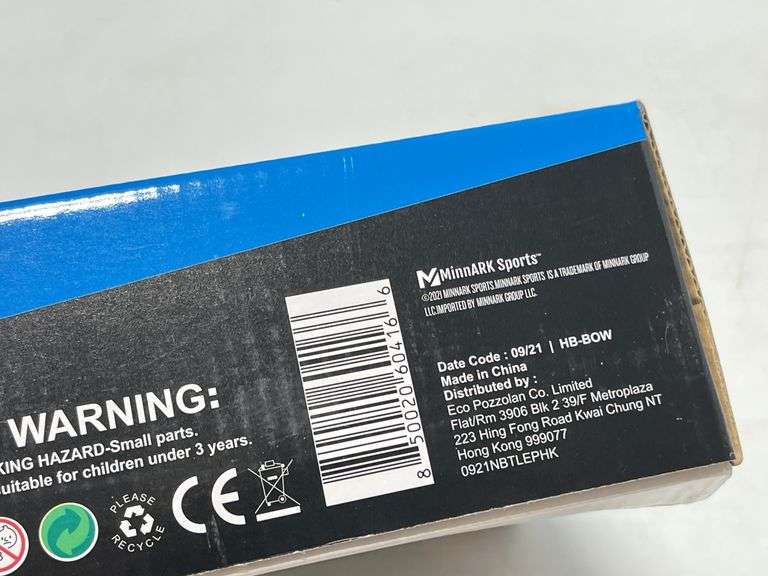 MinnARK Sports™
©2021 MINNARK SPORTS.MINNARK SPORTS IS A TRADEMARK OF MINNARK GROUP
LLC.IMPORTED BY MINNARK GROUP LLC.
8 50020 60416 6
Date Code : 09/21 | HB-BOW
Made in China
Distributed by :
Eco Pozzolan Co. Limited
Flat/Rm 3906 Blk 2 39/F Metroplaza
223 Hing Fong Road Kwai Chung NT
Hong Kong 999077
0921NBTLEPHK
WARNING:
KING HAZARD-Small parts.
uitable for children under 3 years.
PLEASE
RECYCLE
CE